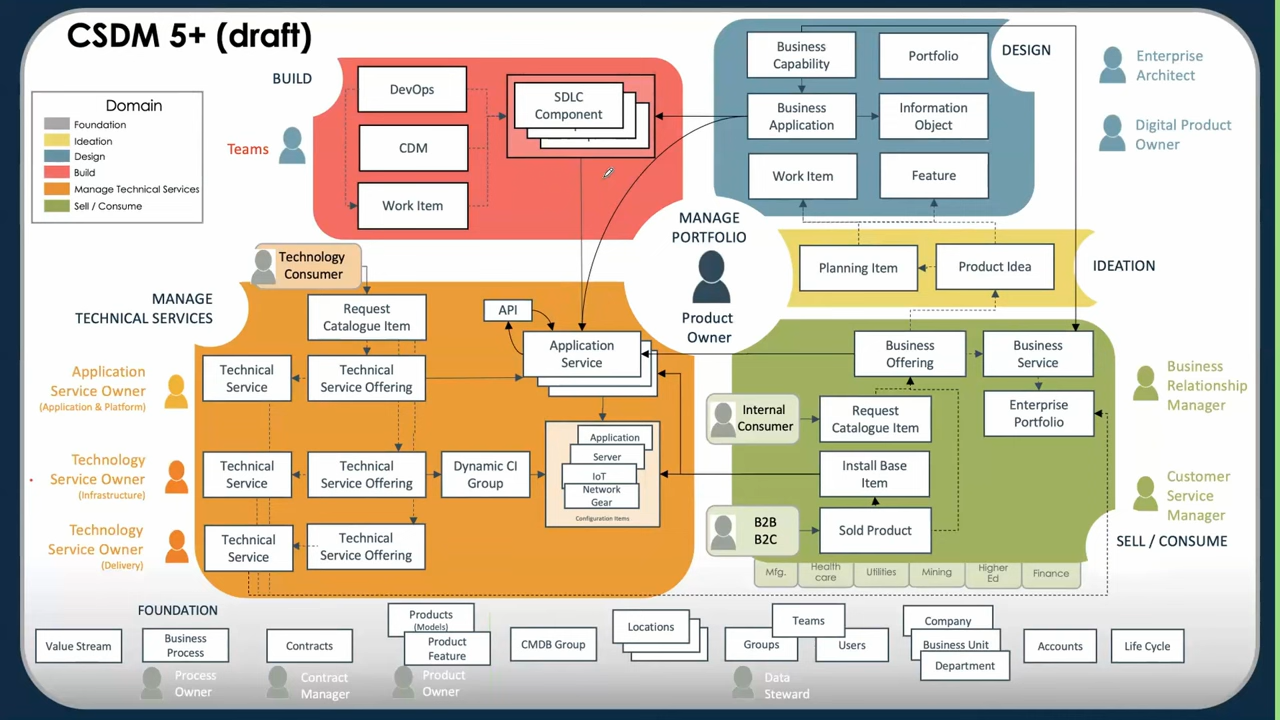 CSDM 5+ (draft)
Domain
Foundation
Ideation
Design
Build
Manage Technical Services
Sell / Consume
BUILD
Teams
DevOps
CDM
Work Item
SDLC
Component
DESIGN
Business
Capability
Portfolio
Business
Application
Information
Object
Work Item
Feature
Enterprise
Architect
Digital Product
Owner
MANAGE
PORTFOLIO
Product
Owner
Planning Item
Product Idea
IDEATION
Technology
Consumer
MANAGE
TECHNICAL SERVICES
Request
Catalogue Item
API
Application
Service
Application
Service Owner
(Application & Platform)
Technical
Service
Technical
Service Offering
Technology
Service Owner
(Infrastructure)
Technical
Service
Technical
Service Offering
Dynamic CI
Group
Application
Server
IoT
Network
Gear
Configuration Items
Technology
Service Owner
(Delivery)
Technical
Service
Technical
Service Offering
Business
Offering
Business
Service
Internal
Consumer
Request
Catalogue Item
Enterprise
Portfolio
Install Base
Item
B2B
B2C
Sold Product
Business
Relationship
Manager
Customer
Service
Manager
SELL / CONSUME
Mfg.
Health
care
Utilities
Mining
Higher
Ed
Finance
FOUNDATION
Value Stream
Business
Process
Contracts
Products
(Models)
Product
Feature
CMDB Group
Locations
Teams
Groups
Users
Company
Business Unit
Department
Accounts
Life Cycle
Process
Owner
Contract
Manager
Product
Owner
Data
Steward